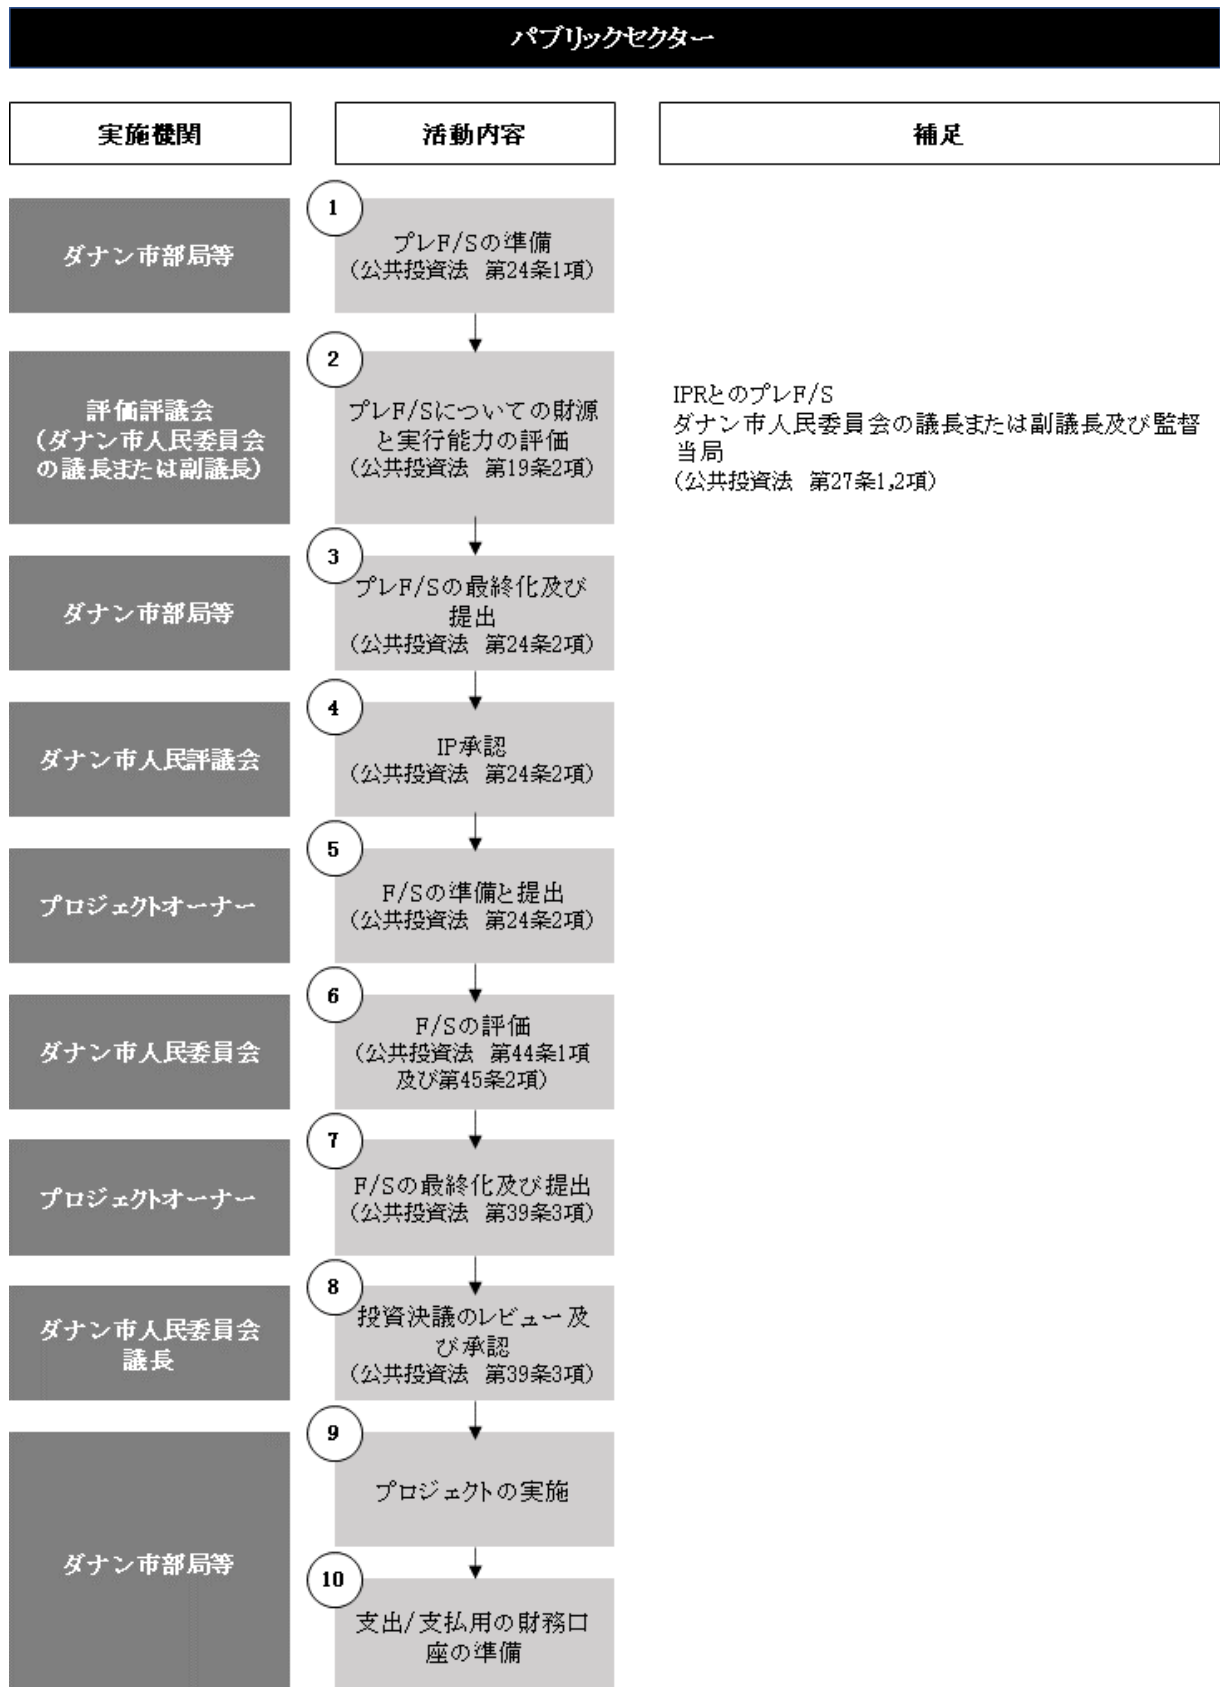 パブリックセクター
実施機関
活動内容
補足
ダナン市部局等
1
プレF/Sの準備
（公共投資法　第24条1項）
評価評議会
（ダナン市人民委員会
の議長または副議長）
2
プレF/Sについての財源
と実行能力の評価
（公共投資法　第19条2項）
IPRとのプレF/S
ダナン市人民委員会の議長または副議長及び監督
当局
（公共投資法　第27条1,2項）
ダナン市部局等
3
プレF/Sの最終化及び
提出
（公共投資法　第24条2項）
ダナン市人民評議会
4
IP承認
（公共投資法　第24条2項）
プロジェクトオーナー
5
F/Sの準備と提出
（公共投資法　第24条2項）
ダナン市人民委員会
6
F/Sの評価
（公共投資法　第44条1項
及び第45条2項）
プロジェクトオーナー
7
F/Sの最終化及び提出
（公共投資法　第39条3項）
ダナン市人民委員会
議長
8
投資決議のレビュー及
び承認
（公共投資法　第39条3項）
ダナン市部局等
9
プロジェクトの実施
10
支出/支払用の財務口
座の準備